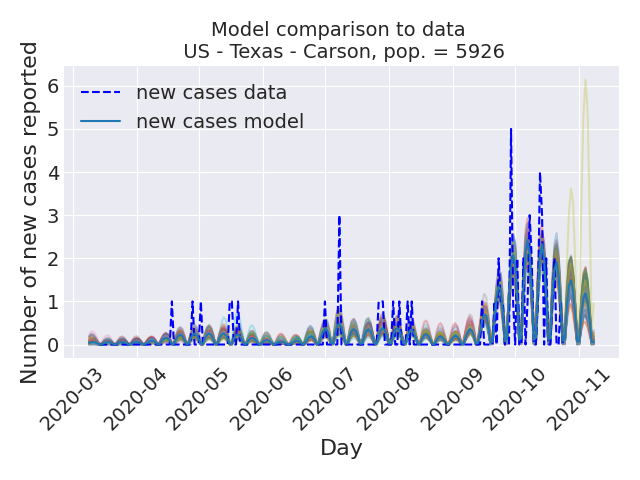 Model comparison to data
US - Texas - Carson, pop. = 5926
Number of new cases reported
6
5
4
3
2
1
0
new cases data
new cases model
2020-03
2020-04
2020-05
2020-06
2020-07
2020-08
2020-09
2020-10
2020-11
Day